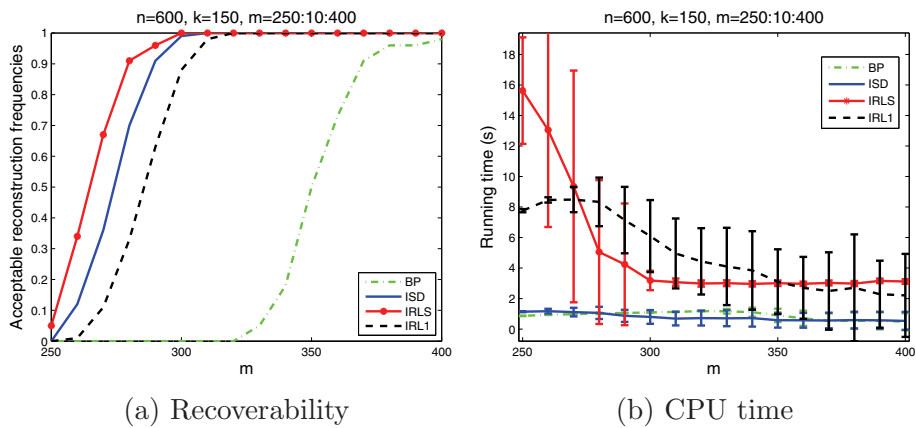 n=600, k=150, m=250:10:400
Acceptable reconstruction frequencies
1
0.9
0.8
0.7
0.6
0.5
0.4
0.3
0.2
0.1
0
250
300
350
400
m
BP
ISD
IRLS
IRL1
(a) Recoverability
n=600, k=150, m=250:10:400
Running time (s)
16
14
12
10
8
6
4
2
0
250
300
350
400
m
BP
ISD
IRLS
IRL1
(b) CPU time